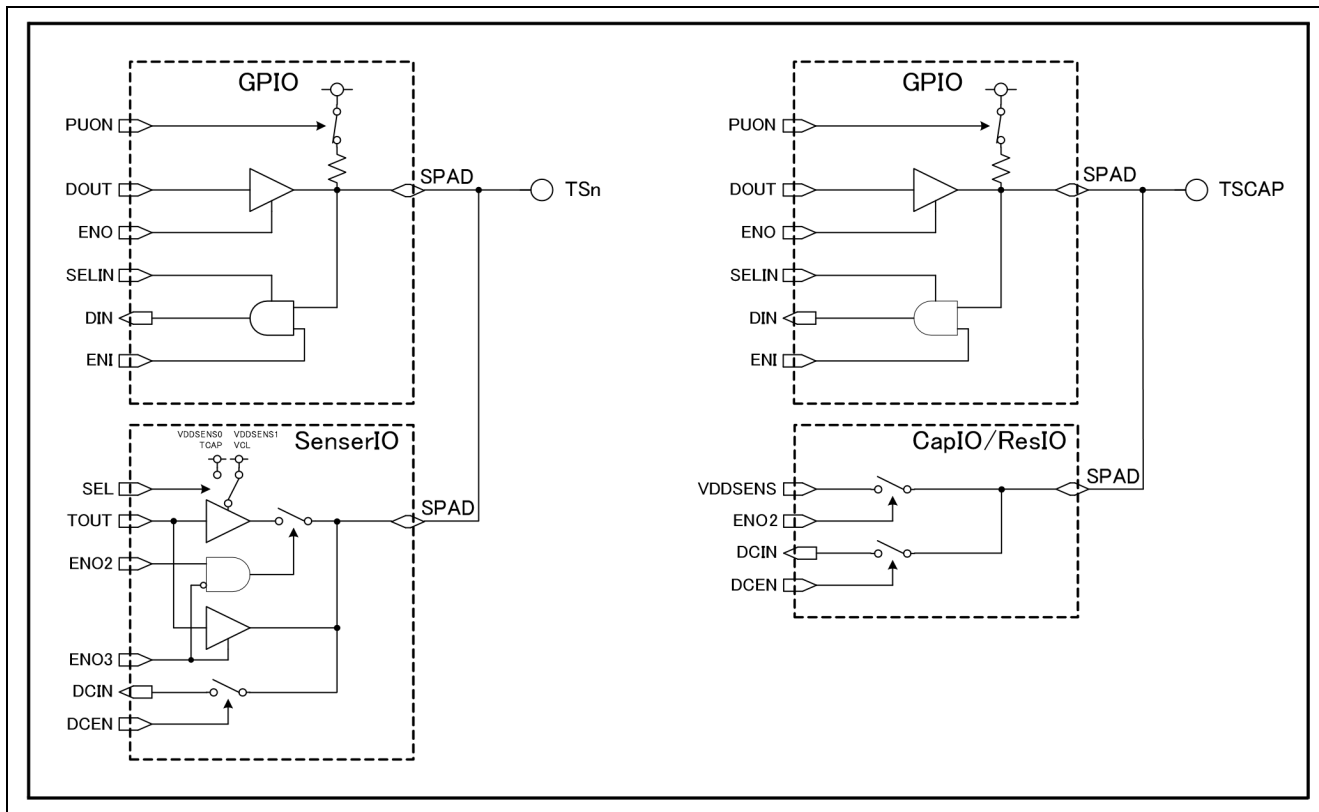 GPIO
PUON
DOUT
SPAD
TSn
ENO
SELIN
DIN
ENI
VDDSENS0 VDDSENS1
TCAP VCL
SenserIO
SEL
TOUT
SPAD
ENO2
ENO3
DCIN
DCEN
GPIO
PUON
DOUT
SPAD
TSCAP
ENO
SELIN
DIN
ENI
CapIO/ResIO
VDDSENS
SPAD
ENO2
DCIN
DCEN